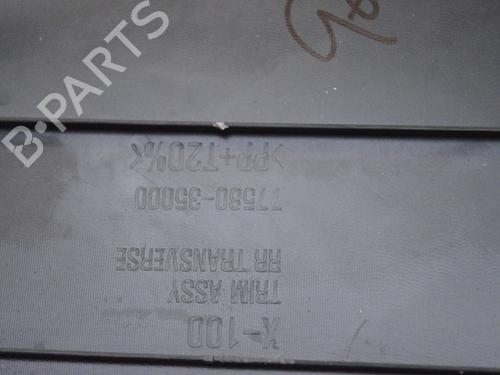 X-100
TRIM ASSY
RR TRANSVERSE
77580-35000
>PP+T20%<
B-PARTS